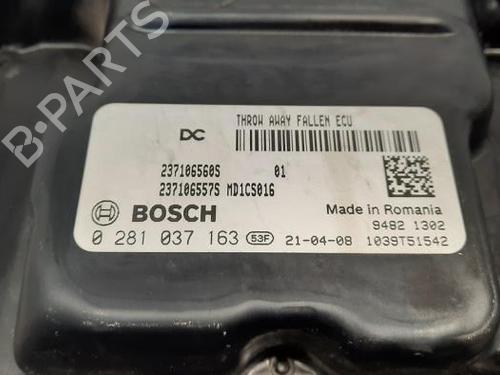 THROW AWAY FALLEN ECU
DC
237106560S 01
237106557S MD1CS016
BOSCH
Made in Romania
9482 1302
0 281 037 163 53F 21-04-08 1039T51542
B-PARTS